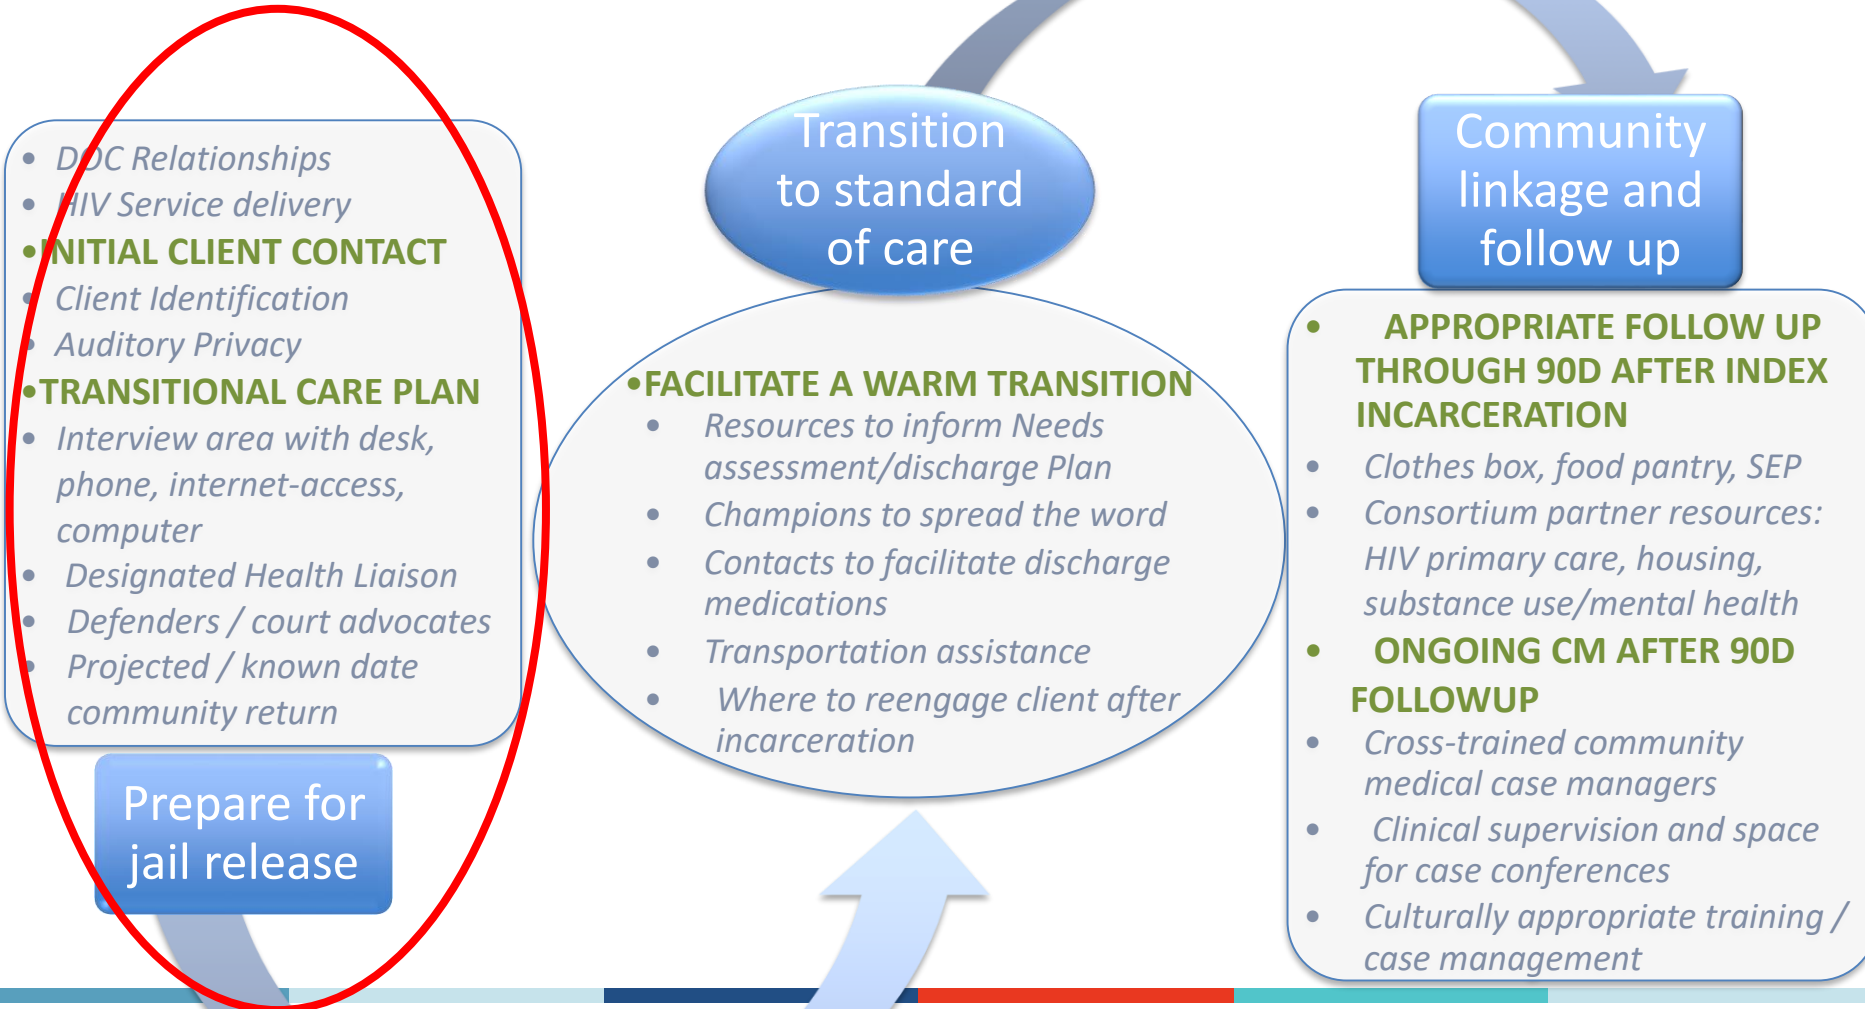 • DOC Relationships
• HIV Service delivery
• INITIAL CLIENT CONTACT
• Client Identification
• Auditory Privacy
• TRANSITIONAL CARE PLAN
• Interview area with desk,
phone, internet-access,
computer
• Designated Health Liaison
• Defenders / court advocates
• Projected / known date
community return
Prepare for
jail release
Transition
to standard
of care
• FACILITATE A WARM TRANSITION
• Resources to inform Needs
assessment/discharge Plan
• Champions to spread the word
• Contacts to facilitate discharge
medications
• Transportation assistance
• Where to reengage client after
incarceration
Community
linkage and
follow up
• APPROPRIATE FOLLOW UP
THROUGH 90D AFTER INDEX
INCARCERATION
• Clothes box, food pantry, SEP
• Consortium partner resources:
HIV primary care, housing,
substance use/mental health
• ONGOING CM AFTER 90D
FOLLOWUP
• Cross-trained community
medical case managers
• Clinical supervision and space
for case conferences
• Culturally appropriate training /
case management